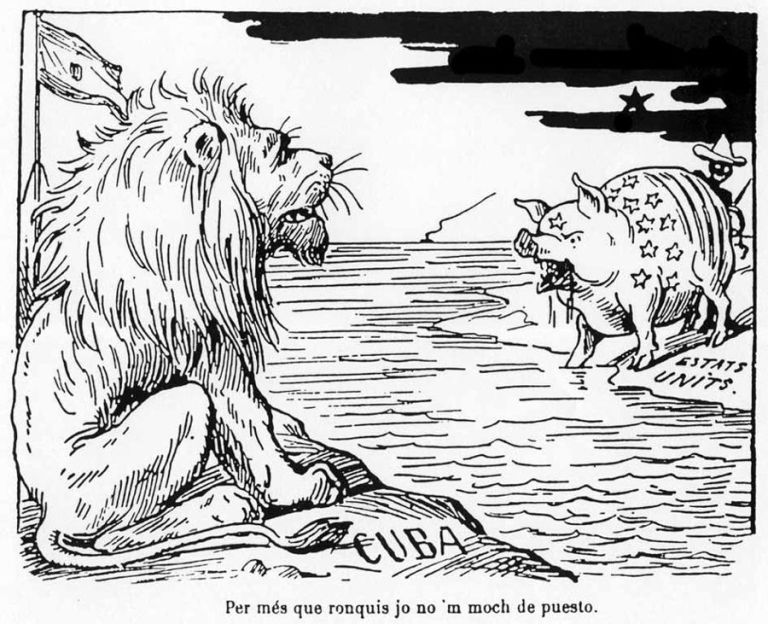 ESTATS
UNITS.
CUBA
Per més que ronquis jo no 'm moch de puesto.